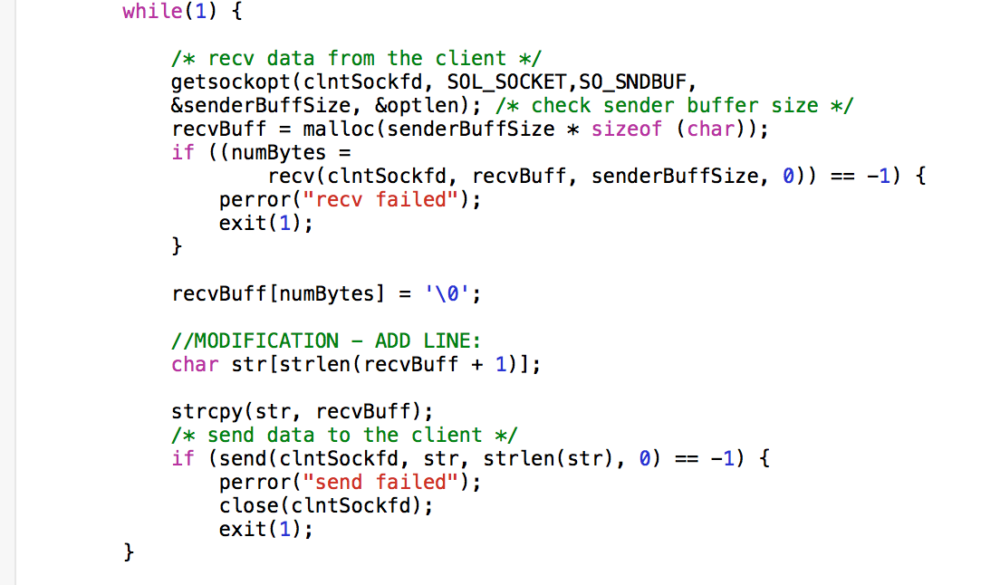 while(1) {
/* recv data from the client */
getsockopt(clntSockfd, SOL_SOCKET,SO_SNDBUF,
&senderBuffSize, &optlen); /* check sender buffer size */
recvBuff = malloc(senderBuffSize * sizeof (char));
if ((numBytes =
recv(clntSockfd, recvBuff, senderBuffSize, 0)) == -1) {
perror("recv failed");
exit(1);
}
recvBuff[numBytes] = '\0';
//MODIFICATION - ADD LINE:
char str[strlen(recvBuff + 1)];
strcpy(str, recvBuff);
/* send data to the client */
if (send(clntSockfd, str, strlen(str), 0) == -1) {
perror("send failed");
close(clntSockfd);
exit(1);
}